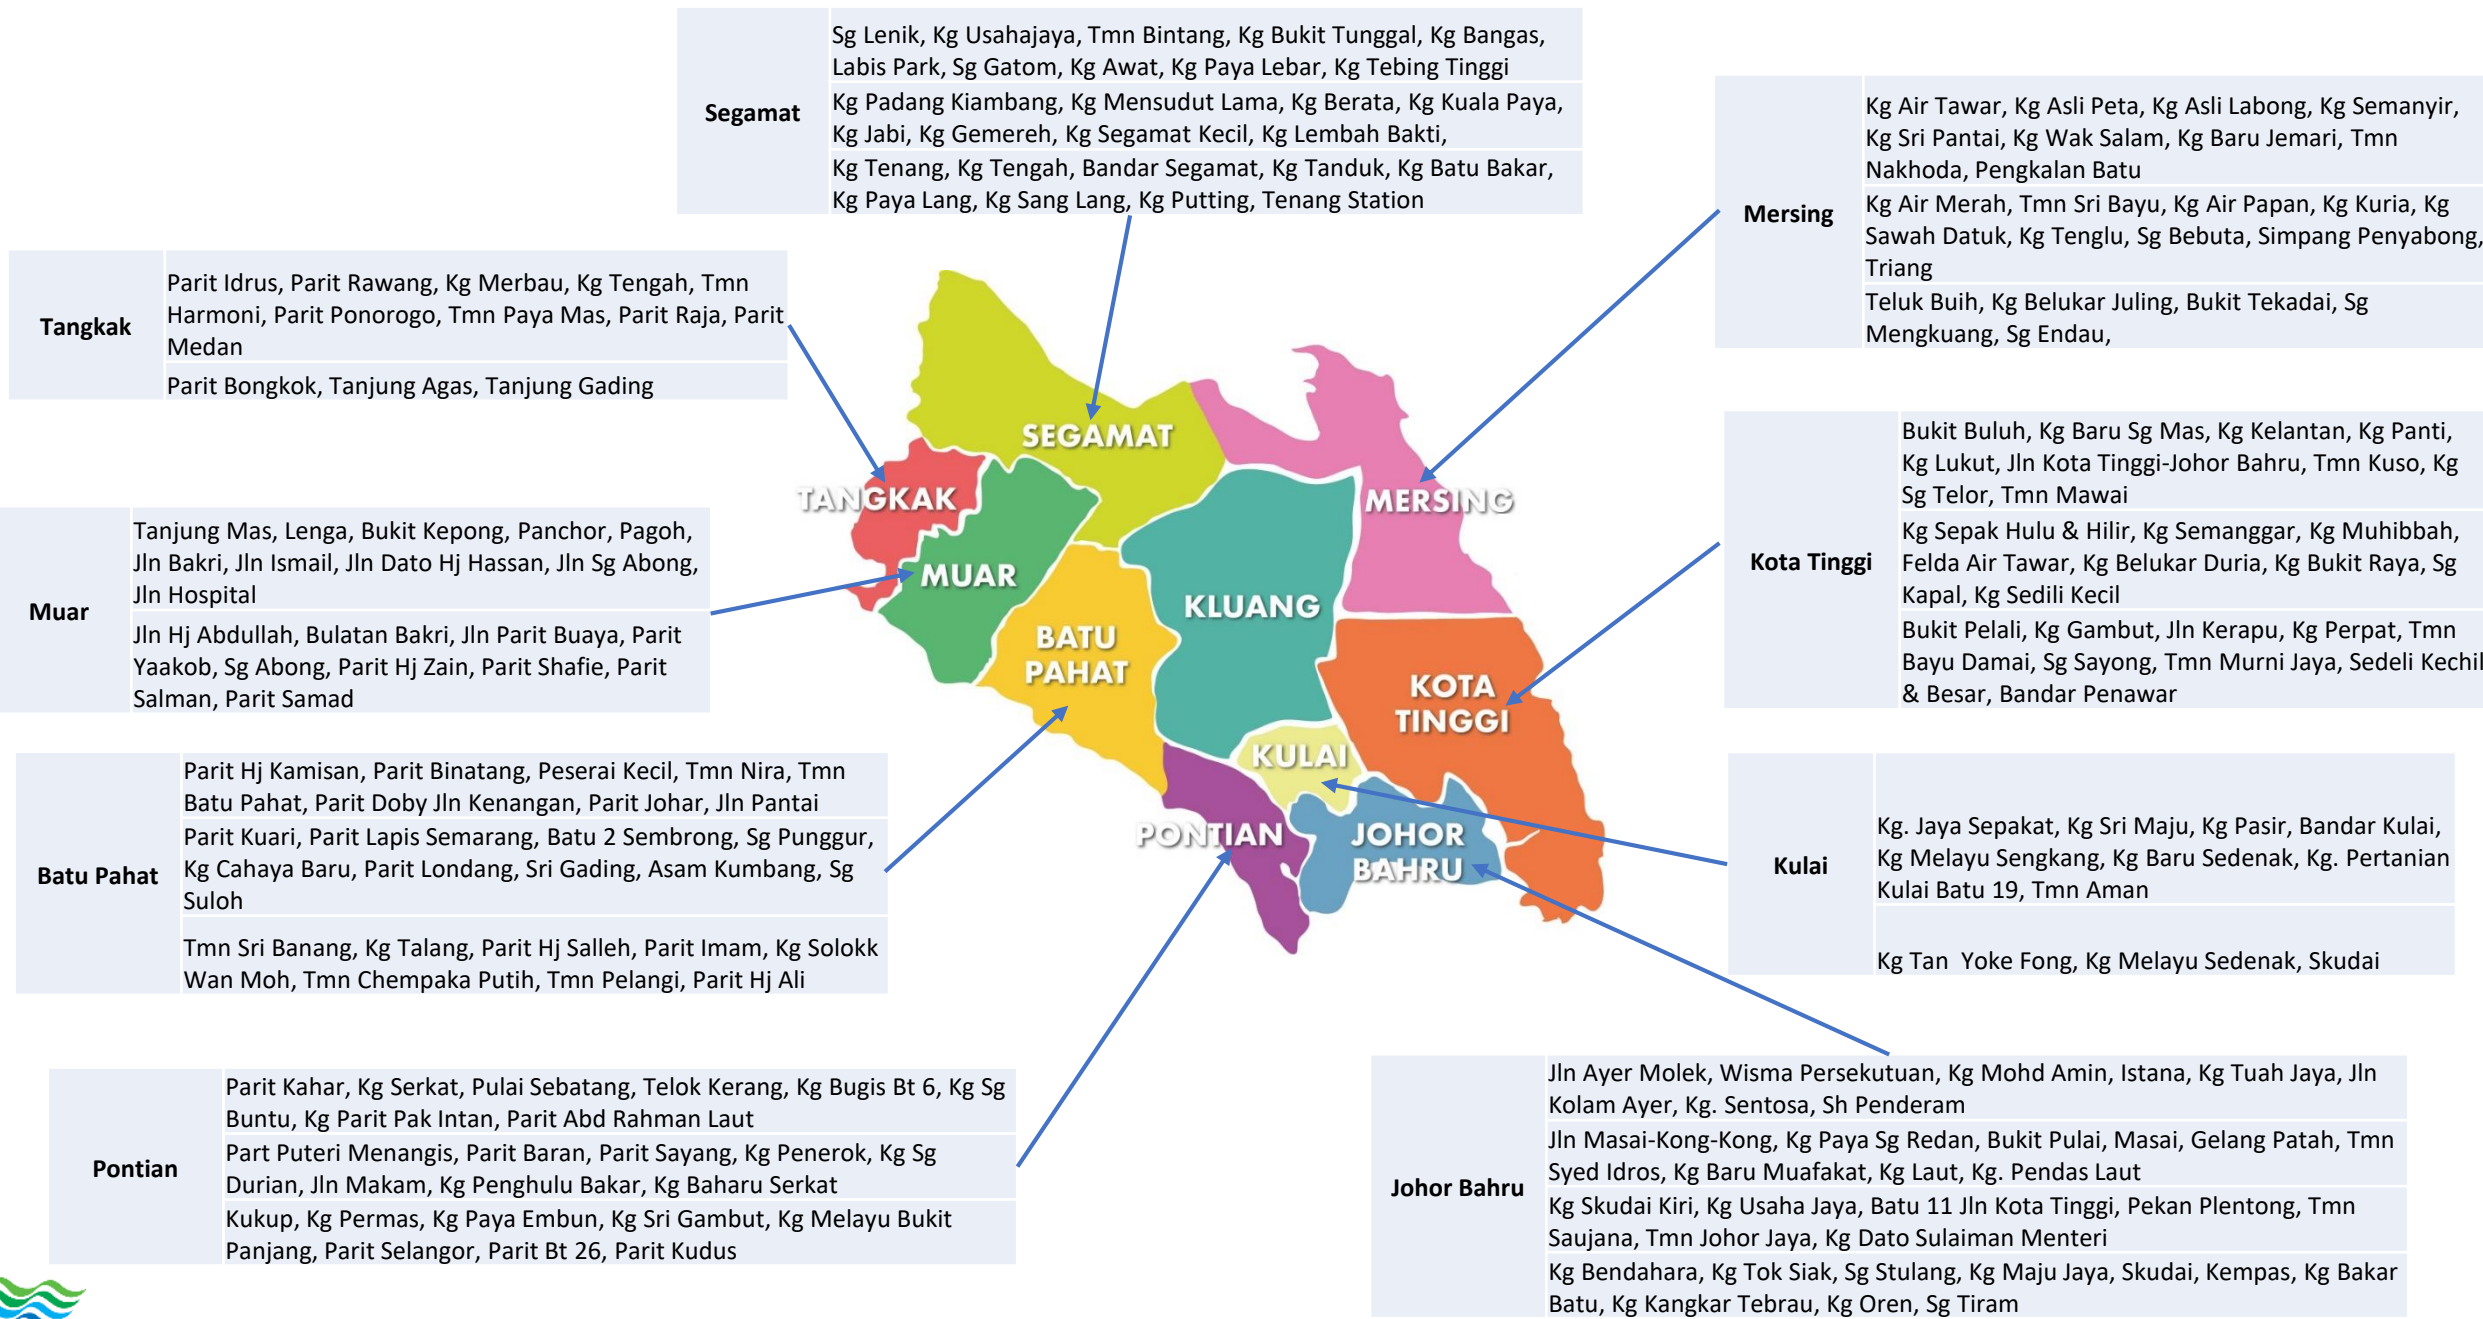 Segamat
Sg Lenik, Kg Usahajaya, Tmn Bintang, Kg Bukit Tunggal, Kg Bangas,
Labis Park, Sg Gatom, Kg Awat, Kg Paya Lebar, Kg Tebing Tinggi
Kg Padang Kiambang, Kg Mensudut Lama, Kg Berata, Kg Kuala Paya,
Kg Jabi, Kg Gemereh, Kg Segamat Kecil, Kg Lembah Bakti,
Kg Tenang, Kg Tengah, Bandar Segamat, Kg Tanduk, Kg Batu Bakar,
Kg Paya Lang, Kg Sang Lang, Kg Putting, Tenang Station
Mersing
Kg Air Tawar, Kg Asli Peta, Kg Asli Labong, Kg Semanyir,
Kg Sri Pantai, Kg Wak Salam, Kg Baru Jemari, Tmn
Nakhoda, Pengkalan Batu
Kg Air Merah, Tmn Sri Bayu, Kg Air Papan, Kg Kuria, Kg
Sawah Datuk, Kg Tenglu, Sg Bebuta, Simpang Penyabong,
Triang
Teluk Buih, Kg Belukar Juling, Bukit Tekadai, Sg
Mengkuang, Sg Endau,
Tangkak
Parit Idrus, Parit Rawang, Kg Merbau, Kg Tengah, Tmn
Harmoni, Parit Ponorogo, Tmn Paya Mas, Parit Raja, Parit
Medan
Parit Bongkok, Tanjung Agas, Tanjung Gading
Kota Tinggi
Bukit Buluh, Kg Baru Sg Mas, Kg Kelantan, Kg Panti,
Kg Lukut, Jln Kota Tinggi-Johor Bahru, Tmn Kuso, Kg
Sg Telor, Tmn Mawai
Kg Sepak Hulu & Hilir, Kg Semanggar, Kg Muhibbah,
Felda Air Tawar, Kg Belukar Duria, Kg Bukit Raya, Sg
Kapal, Kg Sedili Kecil
Bukit Pelali, Kg Gambut, Jln Kerapu, Kg Perpat, Tmn
Bayu Damai, Sg Sayong, Tmn Murni Jaya, Sedeli Kechil
& Besar, Bandar Penawar
Muar
Tanjung Mas, Lenga, Bukit Kepong, Panchor, Pagoh,
Jln Bakri, Jln Ismail, Jln Dato Hj Hassan, Jln Sg Abong,
Jln Hospital
Jln Hj Abdullah, Bulatan Bakri, Jln Parit Buaya, Parit
Yaakob, Sg Abong, Parit Hj Zain, Parit Shafie, Parit
Salman, Parit Samad
SEGAMAT
TANGKAK
MERSING
MUAR
KLUANG
BATU
PAHAT
KOTA
TINGGI
KULAI
PONTIAN
JOHOR
BAHRU
Batu Pahat
Parit Hj Kamisan, Parit Binatang, Peserai Kecil, Tmn Nira, Tmn
Batu Pahat, Parit Doby Jln Kenangan, Parit Johar, Jln Pantai
Parit Kuari, Parit Lapis Semarang, Batu 2 Sembrong, Sg Punggur,
Kg Cahaya Baru, Parit Londang, Sri Gading, Asam Kumbang, Sg
Suloh
Tmn Sri Banang, Kg Talang, Parit Hj Salleh, Parit Imam, Kg Solokk
Wan Moh, Tmn Chempaka Putih, Tmn Pelangi, Parit Hj Ali
Kulai
Kg. Jaya Sepakat, Kg Sri Maju, Kg Pasir, Bandar Kulai,
Kg Melayu Sengkang, Kg Baru Sedenak, Kg. Pertanian
Kulai Batu 19, Tmn Aman
Kg Tan  Yoke Fong, Kg Melayu Sedenak, Skudai
Pontian
Parit Kahar, Kg Serkat, Pulai Sebatang, Telok Kerang, Kg Bugis Bt 6, Kg Sg
Buntu, Kg Parit Pak Intan, Parit Abd Rahman Laut
Part Puteri Menangis, Parit Baran, Parit Sayang, Kg Penerok, Kg Sg
Durian, Jln Makam, Kg Penghulu Bakar, Kg Baharu Serkat
Kukup, Kg Permas, Kg Paya Embun, Kg Sri Gambut, Kg Melayu Bukit
Panjang, Parit Selangor, Parit Bt 26, Parit Kudus
Johor Bahru
Jln Ayer Molek, Wisma Persekutuan, Kg Mohd Amin, Istana, Kg Tuah Jaya, Jln
Kolam Ayer, Kg. Sentosa, Sh Penderam
Jln Masai-Kong-Kong, Kg Paya Sg Redan, Bukit Pulai, Masai, Gelang Patah, Tmn
Syed Idros, Kg Baru Muafakat, Kg Laut, Kg. Pendas Laut
Kg Skudai Kiri, Kg Usaha Jaya, Batu 11 Jln Kota Tinggi, Pekan Plentong, Tmn
Saujana, Tmn Johor Jaya, Kg Dato Sulaiman Menteri
Kg Bendahara, Kg Tok Siak, Sg Stulang, Kg Maju Jaya, Skudai, Kempas, Kg Bakar
Batu, Kg Kangkar Tebrau, Kg Oren, Sg Tiram